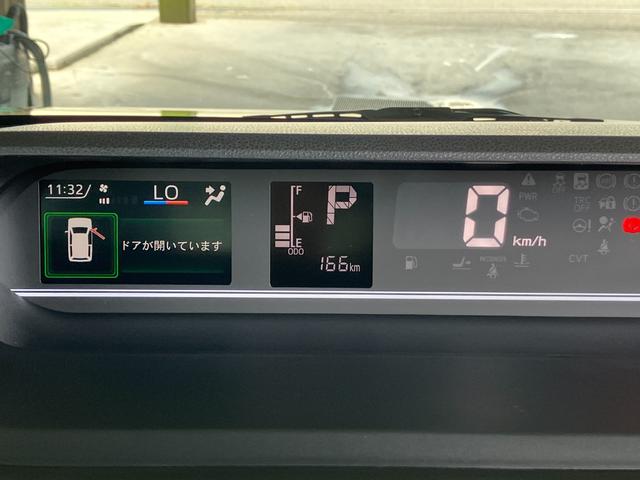 11:32
LO
ドアが開いています
F
E
ODO
166km
P
0
km/h
PWR
TRC
OFF
PASSENGER
CVT